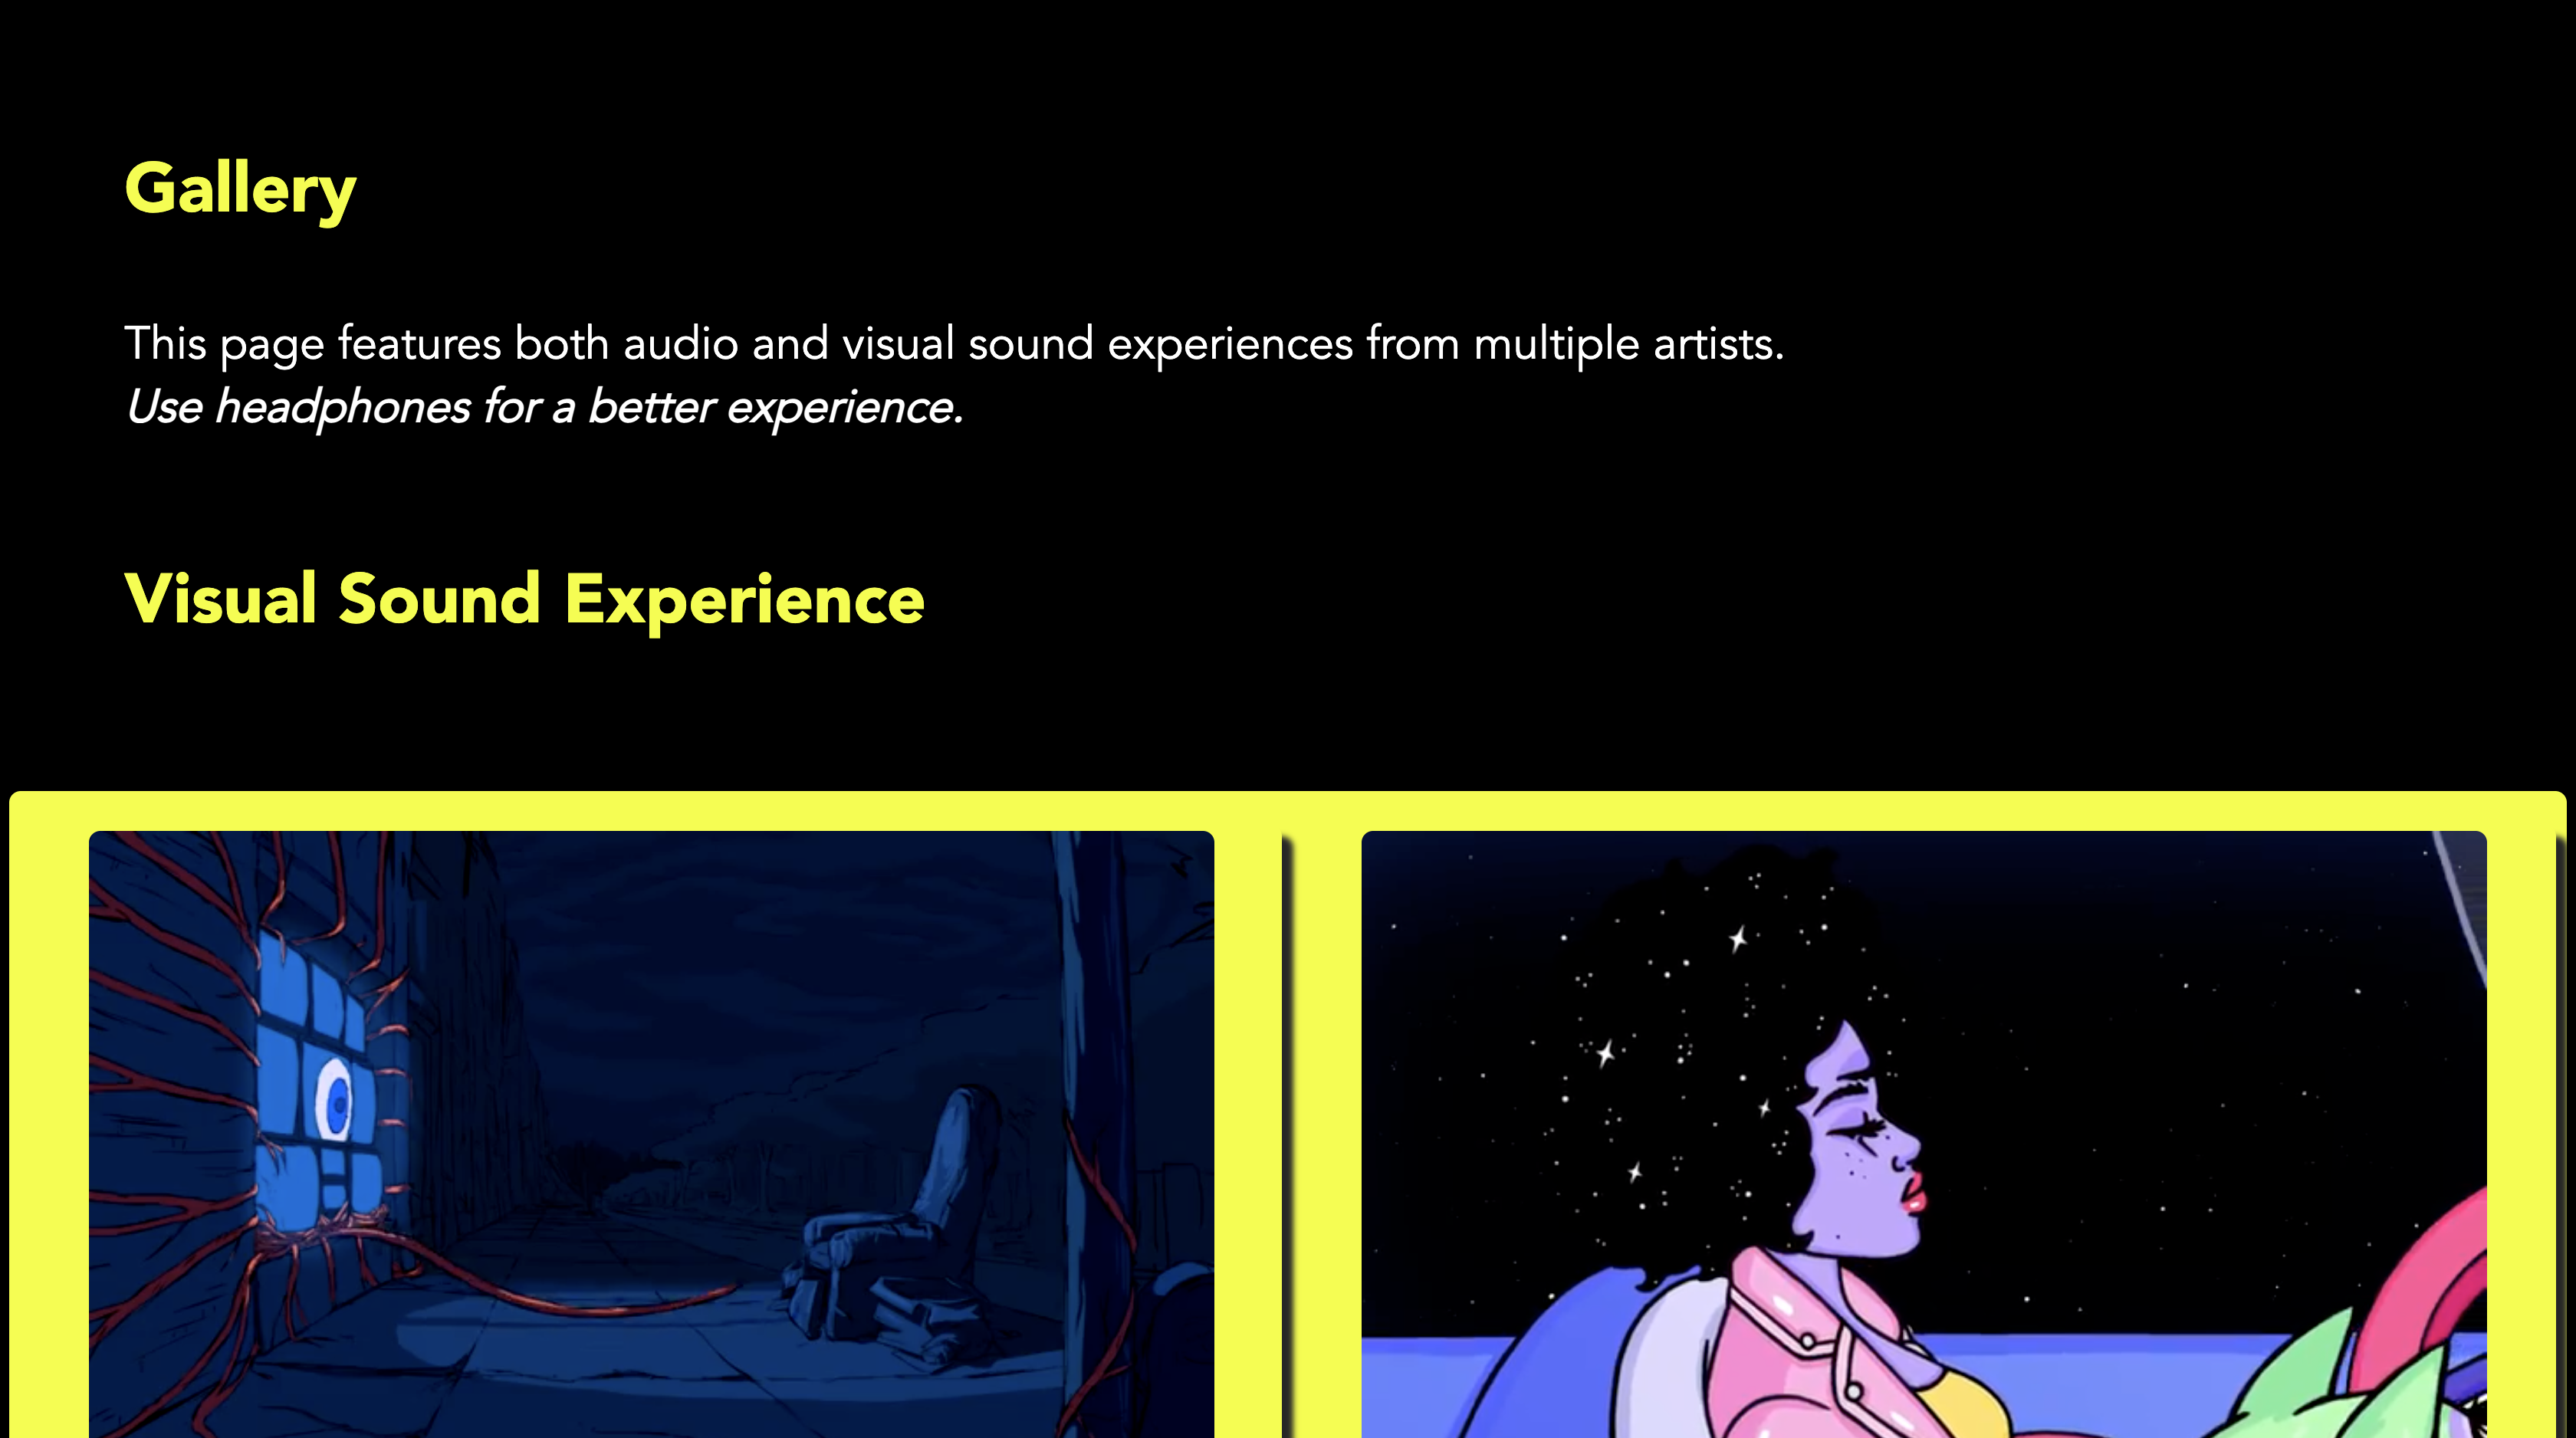 Gallery
This page features both audio and visual sound experiences from multiple artists.
Use headphones for a better experience.
Visual Sound Experience